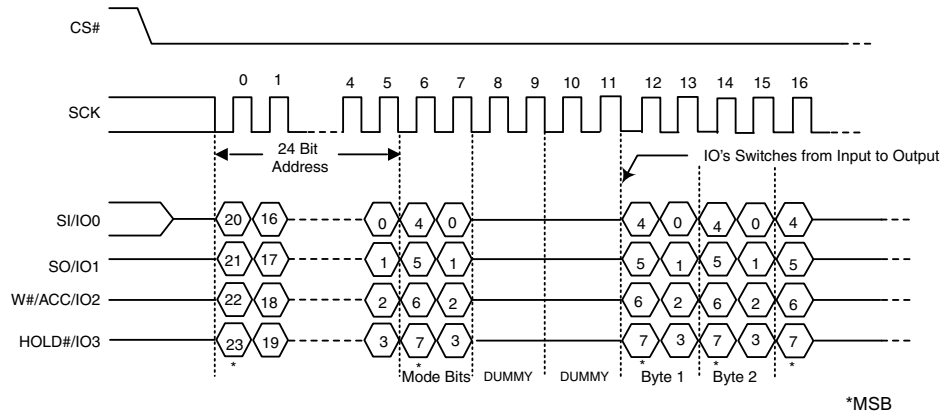 CS#
0 1 4 5 6 7 8 9 10 11 12 13 14 15 16
SCK
24 Bit
Address
IO's Switches from Input to Output
SI/IO0 20 16 0 4 0 4 0 4 0 4
SO/IO1 21 17 1 5 1 5 1 5 1 5
W#/ACC/IO2 22 18 2 6 2 6 2 6 2 6
HOLD#/IO3 23 19 3 7 3 7 3 7 3 7
* * * * *
Mode Bits DUMMY DUMMY Byte 1 Byte 2
*MSB